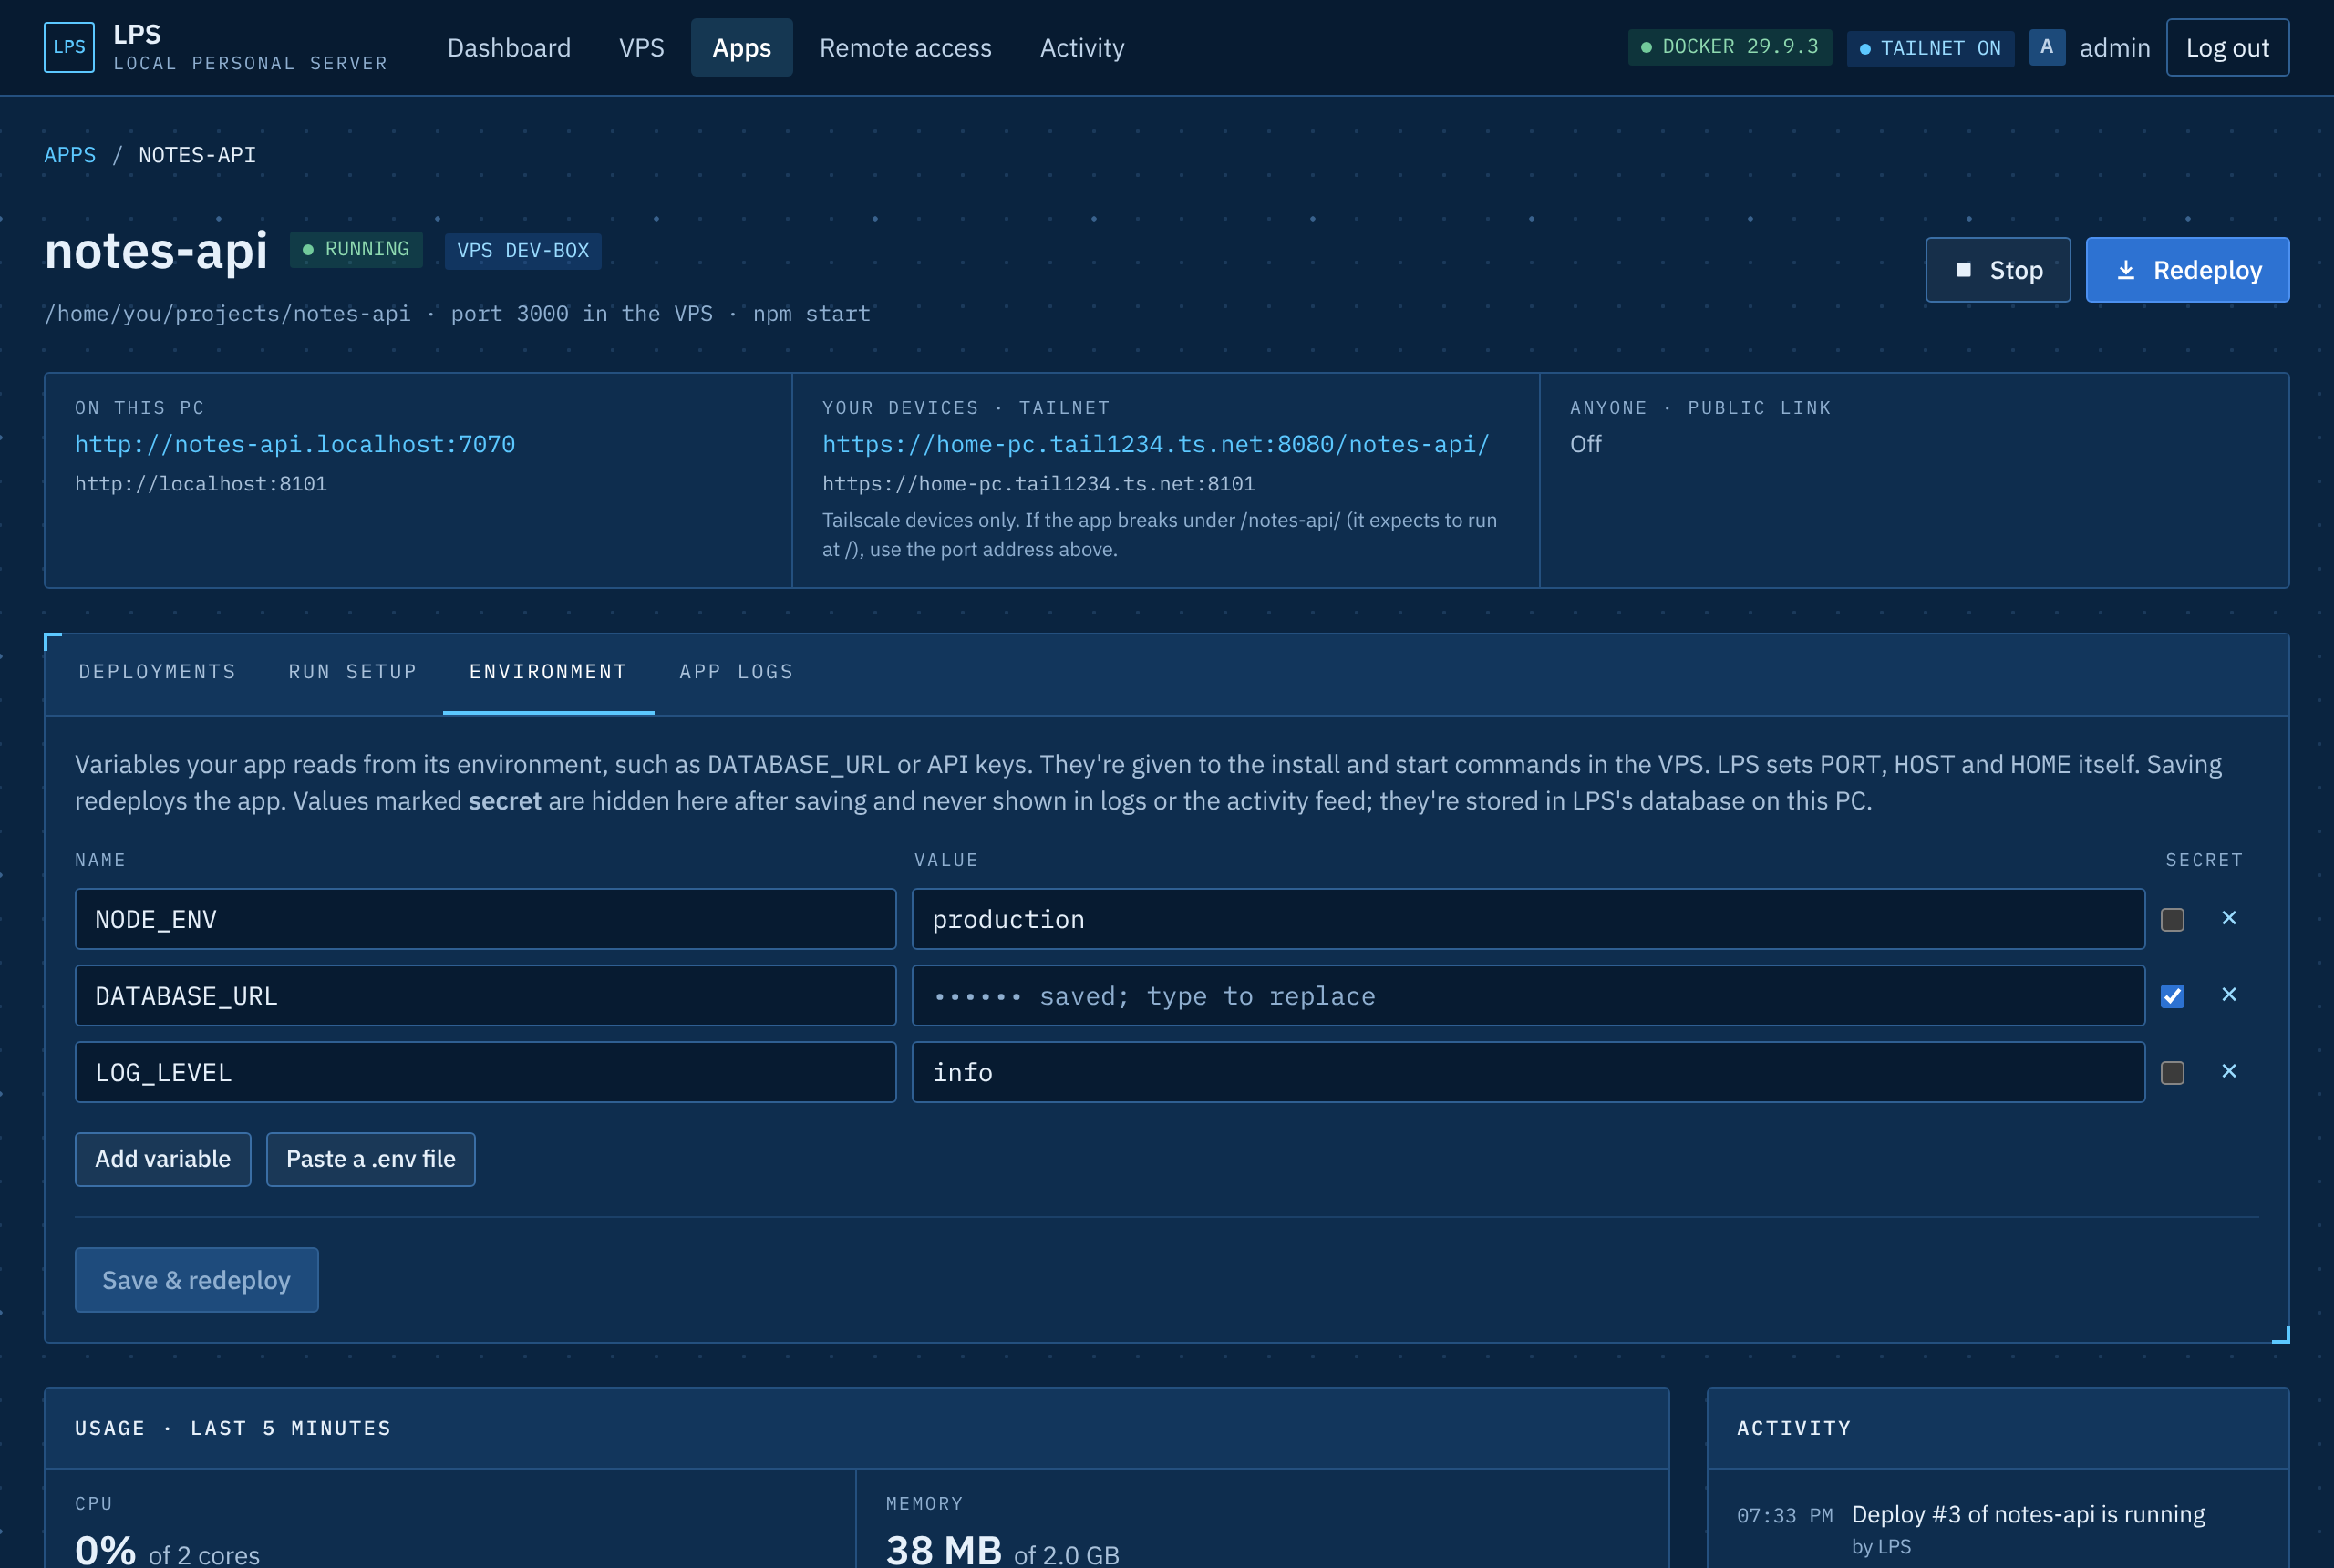 LPS
LPS
LOCAL PERSONAL SERVER
Dashboard
VPS
Apps
Remote access
Activity
DOCKER 29.9.3
TAILNET ON
A
admin
Log out
APPS / NOTES-API
notes-api
RUNNING
VPS DEV-BOX
Stop
Redeploy
/home/you/projects/notes-api · port 3000 in the VPS · npm start
ON THIS PC
http://notes-api.localhost:7070
http://localhost:8101
YOUR DEVICES · TAILNET
https://home-pc.tail1234.ts.net:8080/notes-api/
https://home-pc.tail1234.ts.net:8101
Tailscale devices only. If the app breaks under /notes-api/ (it expects to run
at /), use the port address above.
ANYONE · PUBLIC LINK
Off
DEPLOYMENTS
RUN SETUP
ENVIRONMENT
APP LOGS
Variables your app reads from its environment, such as DATABASE_URL or API keys. They're given to the install and start commands in the VPS. LPS sets PORT, HOST and HOME itself. Saving
redeploys the app. Values marked secret are hidden here after saving and never shown in logs or the activity feed; they're stored in LPS's database on this PC.
NAME
VALUE
SECRET
NODE_ENV
production
DATABASE_URL
•••••• saved; type to replace
LOG_LEVEL
info
Add variable
Paste a .env file
Save & redeploy
USAGE · LAST 5 MINUTES
CPU
0% of 2 cores
MEMORY
38 MB of 2.0 GB
ACTIVITY
07:33 PM
Deploy #3 of notes-api is running
by LPS